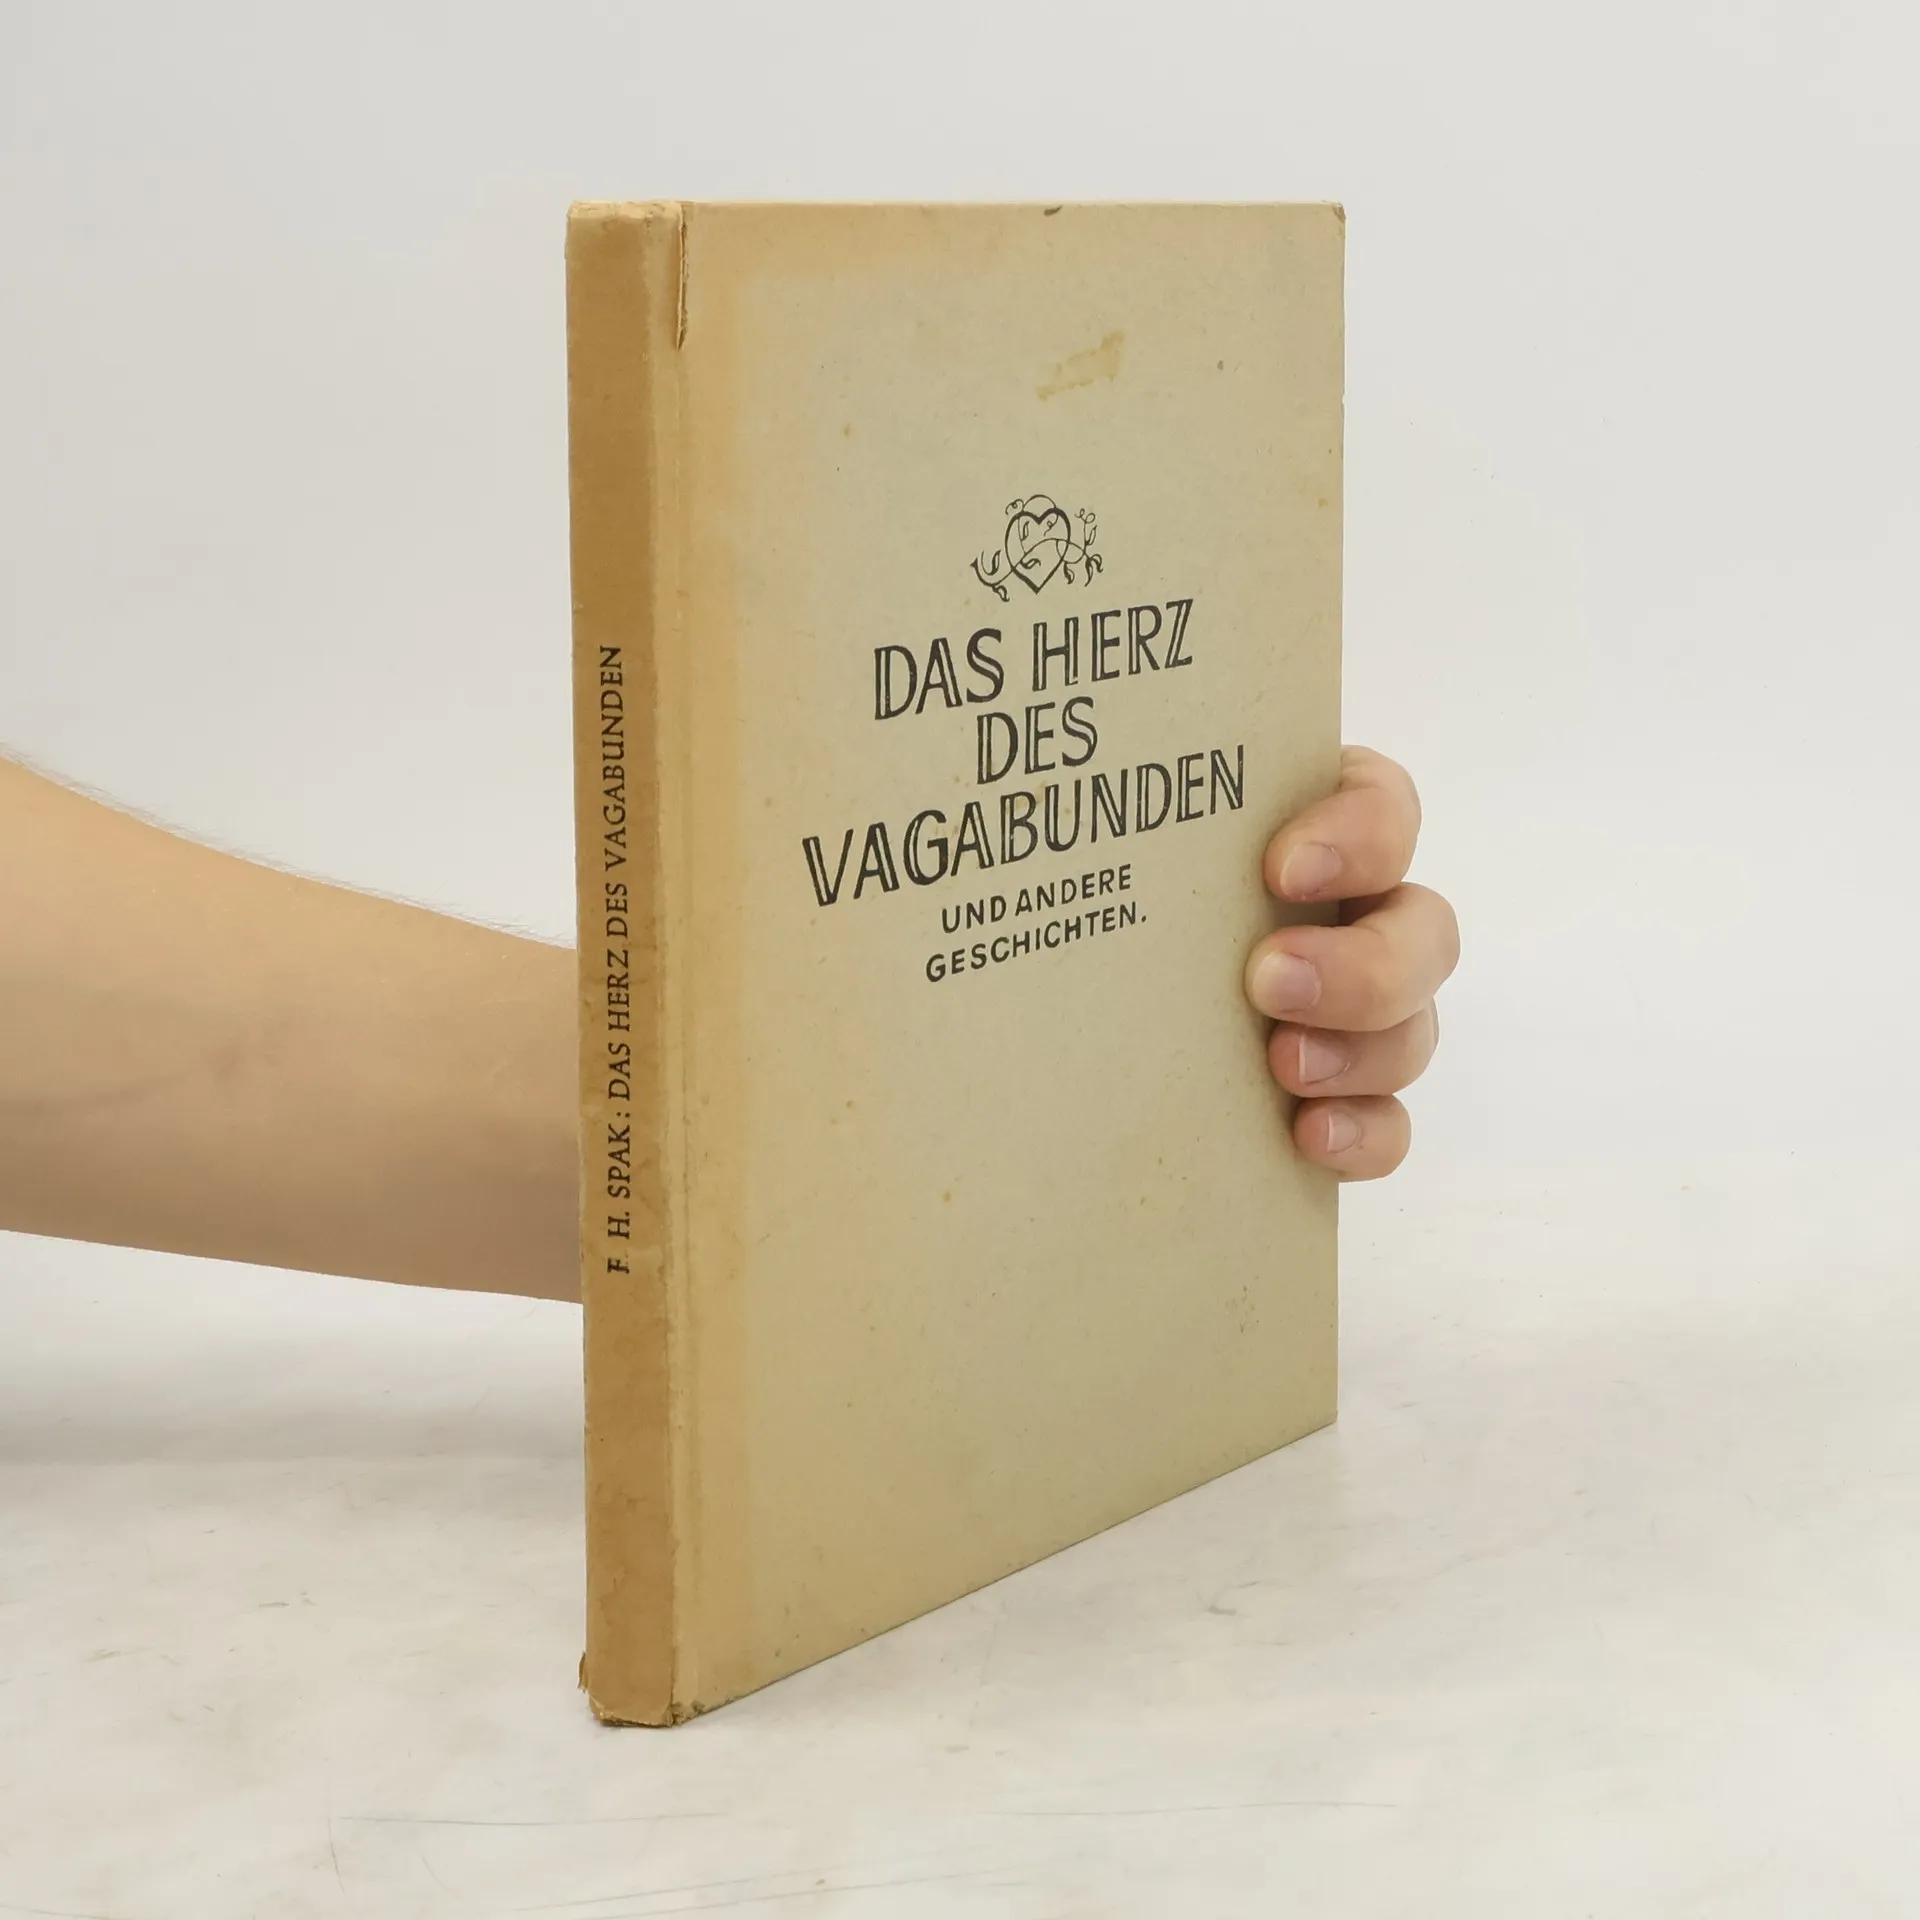 F. H. SPAK: DAS HERZ DES VAGABUNDEN
DAS HERZ
DES
VAGABUNDEN
UND ANDERE
GESCHICHTEN.